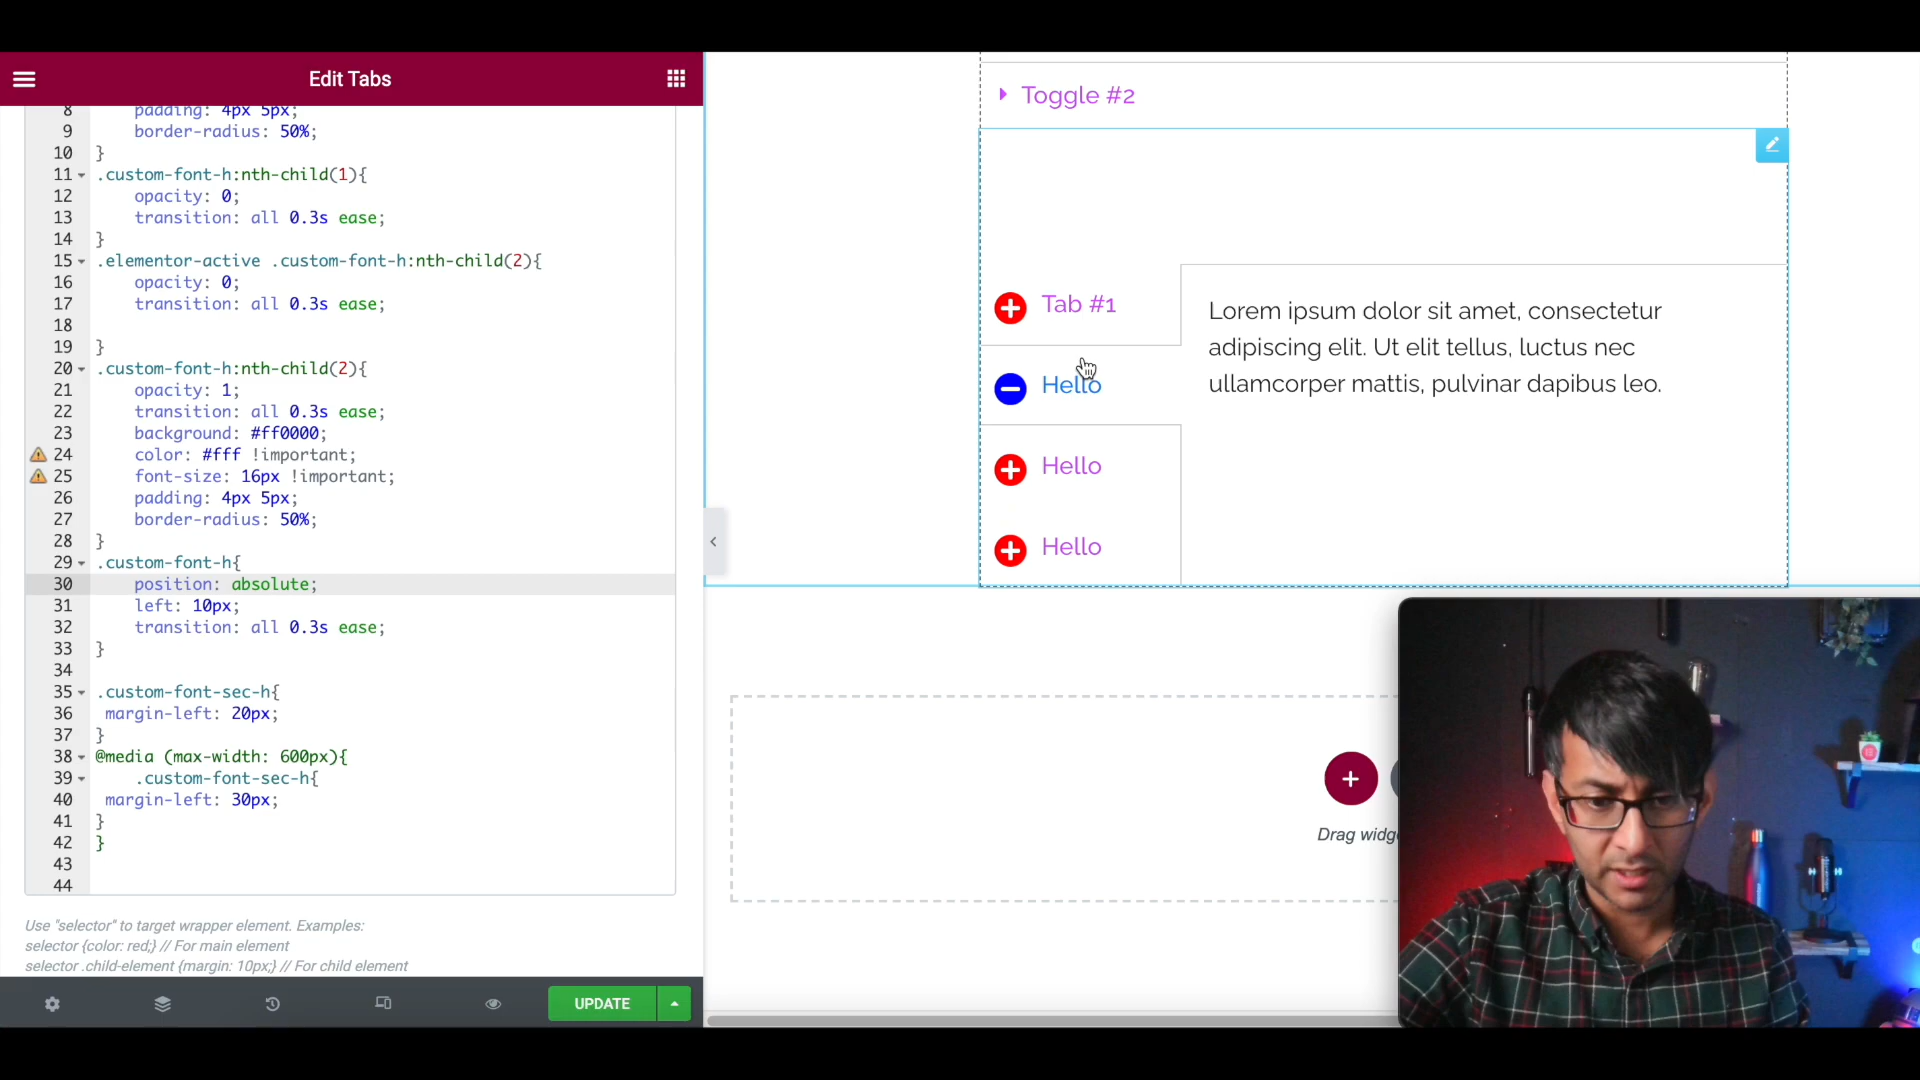 Edit Tabs
8 padding: 4px 5px;
9 border-radius: 50%;
10 }
11 .custom-font-h:nth-child(1){
12 opacity: 0;
13 transition: all 0.3s ease;
14 }
15 .elementor-active .custom-font-h:nth-child(2){
16 opacity: 0;
17 transition: all 0.3s ease;
18
19 }
20 .custom-font-h:nth-child(2){
21 opacity: 1;
22 transition: all 0.3s ease;
23 background: #ff0000;
24 color: #fff !important;
25 font-size: 16px !important;
26 padding: 4px 5px;
27 border-radius: 50%;
28 }
29 .custom-font-h{
30 position: absolute;
31 left: 10px;
32 transition: all 0.3s ease;
33 }
34
35 .custom-font-sec-h{
36 margin-left: 20px;
37 }
38 @media (max-width: 600px){
39 .custom-font-sec-h{
40 margin-left: 30px;
41 }
42 }
43
44
Use "selector" to target wrapper element. Examples:
selector {color: red;} // For main element
selector .child-element {margin: 10px;} // For child element
UPDATE
Toggle #2
Tab #1
Hello
Hello
Hello
Lorem ipsum dolor sit amet, consectetur
adipiscing elit. Ut elit tellus, luctus nec
ullamcorper mattis, pulvinar dapibus leo.
Drag widg